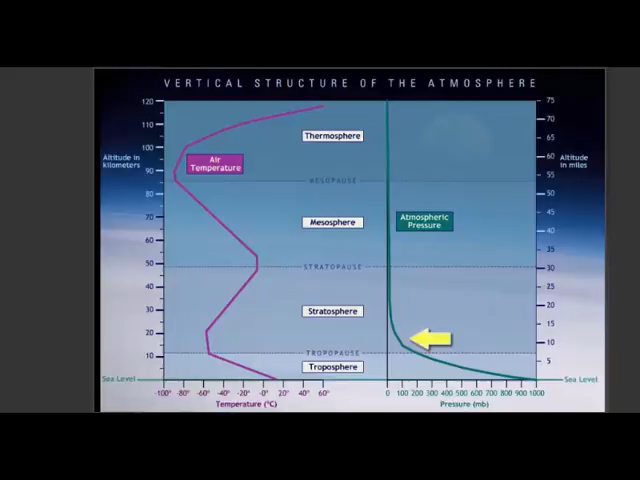 VERTICAL STRUCTURE OF THE ATMOSPHERE
120
110
100
90
80
70
60
50
40
30
20
10
Altitude in
kilometers
Sea Level
Air
Temperature
Thermosphere
MESOPAUSE
Mesosphere
STRATOPAUSE
Stratosphere
TROPOPAUSE
Troposphere
Atmospheric
Pressure
75
70
65
60
55
50
45
40
35
30
25
20
15
10
5
Altitude
in miles
Sea Level
-100° -80° -60° -40° -20° 0° 20° 40° 60°
Temperature (°C)
0 100 200 300 400 500 600 700 800 900 1000
Pressure (mb)